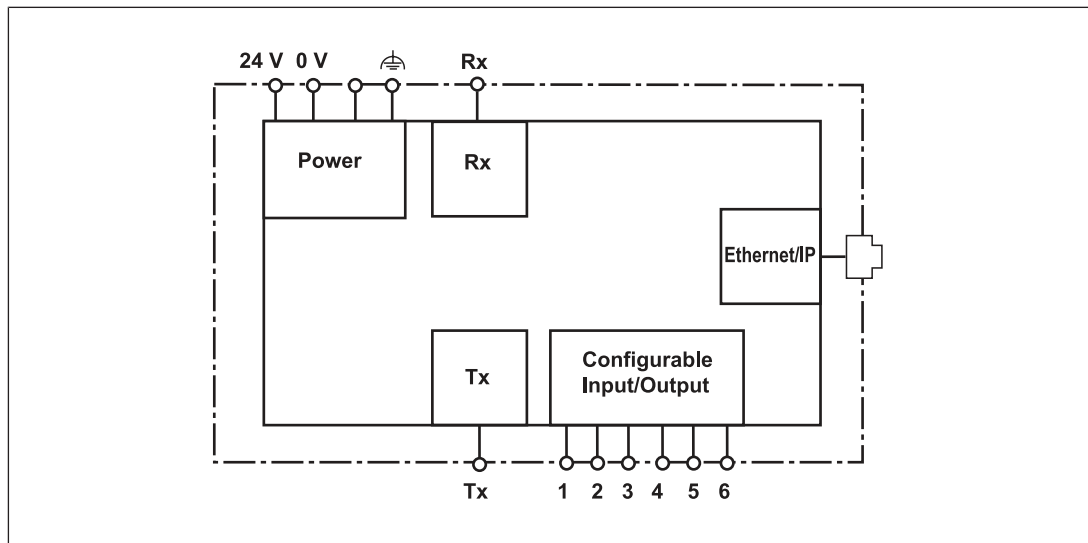 24 V 0 V Rx
Power
Rx
Ethernet/IP
Tx
Configurable
Input/Output
Tx 1 2 3 4 5 6